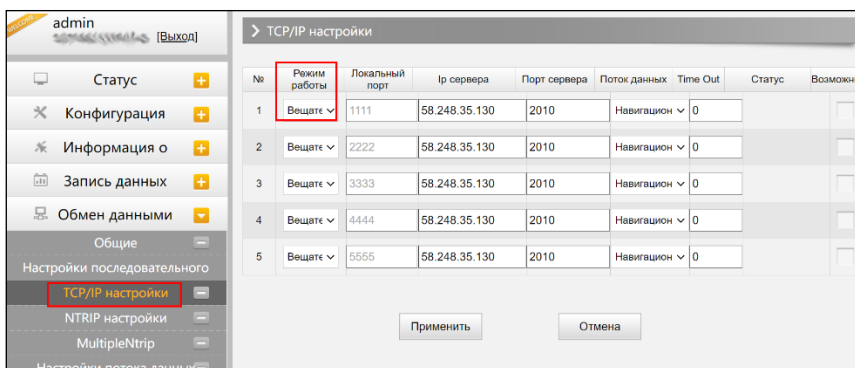 WELCOME
admin
[Выход]
Статус
Конфигурация
Информация о
Запись данных
Обмен данными
Общие
Настройки последовательного
TCP/IP настройки
NTRIP настройки
MultipleNtrip
Настройки потока данных
TCP/IP настройки
№ Режим работы Локальный порт Ip сервера Порт сервера Поток данных Time Out Статус Возможн
1 Вещате 1111 58.248.35.130 2010 Навигацион 0
2 Вещате 2222 58.248.35.130 2010 Навигацион 0
3 Вещате 3333 58.248.35.130 2010 Навигацион 0
4 Вещате 4444 58.248.35.130 2010 Навигацион 0
5 Вещате 5555 58.248.35.130 2010 Навигацион 0
Применить Отмена